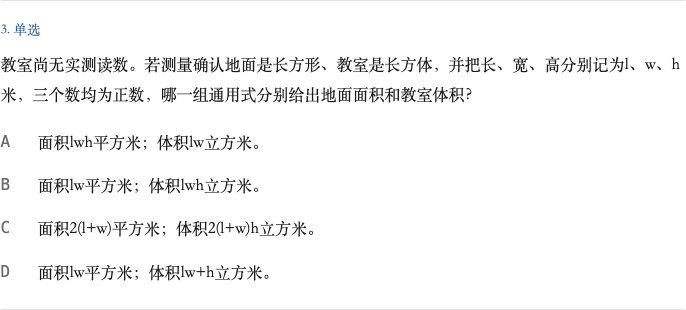 3. 单选
教室尚无实测读数。若测量确认地面是长方形、教室是长方体，并把长、宽、高分别记为l、w、h
米，三个数均为正数，哪一组通用式分别给出地面面积和教室体积？
A 面积lwh平方米；体积lw立方米。
B 面积lw平方米；体积lwh立方米。
C 面积2(l+w)平方米；体积2(l+w)h立方米。
D 面积lw平方米；体积lw+h立方米。